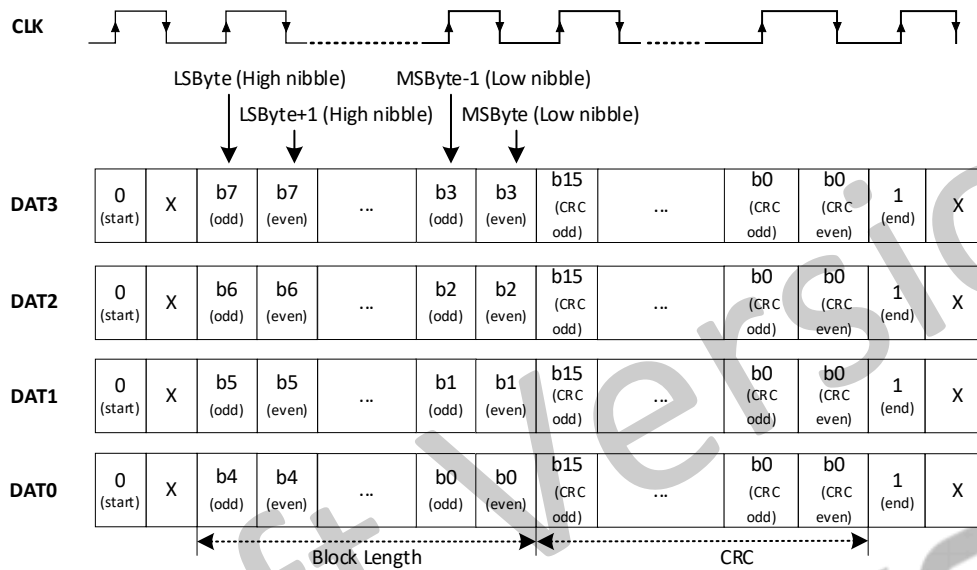 CLK
LSByte (High nibble) MSByte-1 (Low nibble)
LSByte+1 (High nibble) MSByte (Low nibble)
DAT3 0 (start) X b7 (odd) b7 (even) ... b3 (odd) b3 (even) b15 (CRC odd) ... b0 (CRC odd) b0 (CRC even) 1 (end) X
DAT2 0 (start) X b6 (odd) b6 (even) ... b2 (odd) b2 (even) b15 (CRC odd) ... b0 (CRC odd) b0 (CRC even) 1 (end) X
DAT1 0 (start) X b5 (odd) b5 (even) ... b1 (odd) b1 (even) b15 (CRC odd) ... b0 (CRC odd) b0 (CRC even) 1 (end) X
DAT0 0 (start) X b4 (odd) b4 (even) ... b0 (odd) b0 (even) b15 (CRC odd) ... b0 (CRC odd) b0 (CRC even) 1 (end) X
Block Length CRC